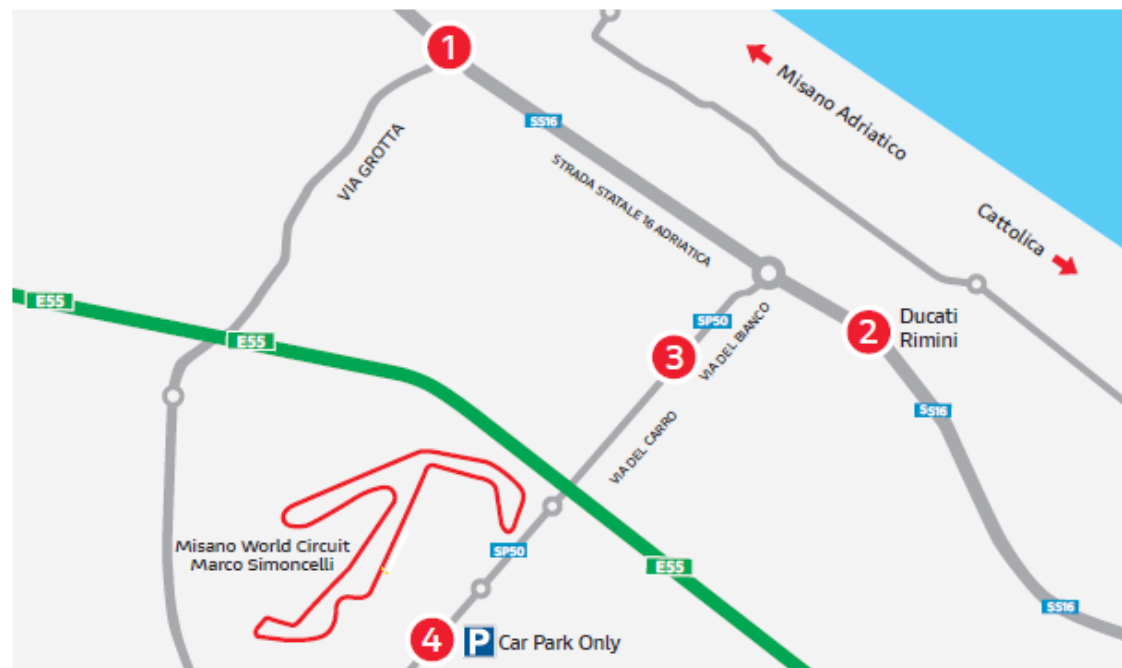 1
Misano Adriatico
SS16
VIA GROTTA
STRADA STATALE 16 ADRIATICA
Cattolica
E55
E55
SP50
VIA DEL BIANCO
3
2
Ducati
Rimini
SS16
VIA DEL CARRO
Misano World Circuit
Marco Simoncelli
SP50
E55
SS16
4
P Car Park Only